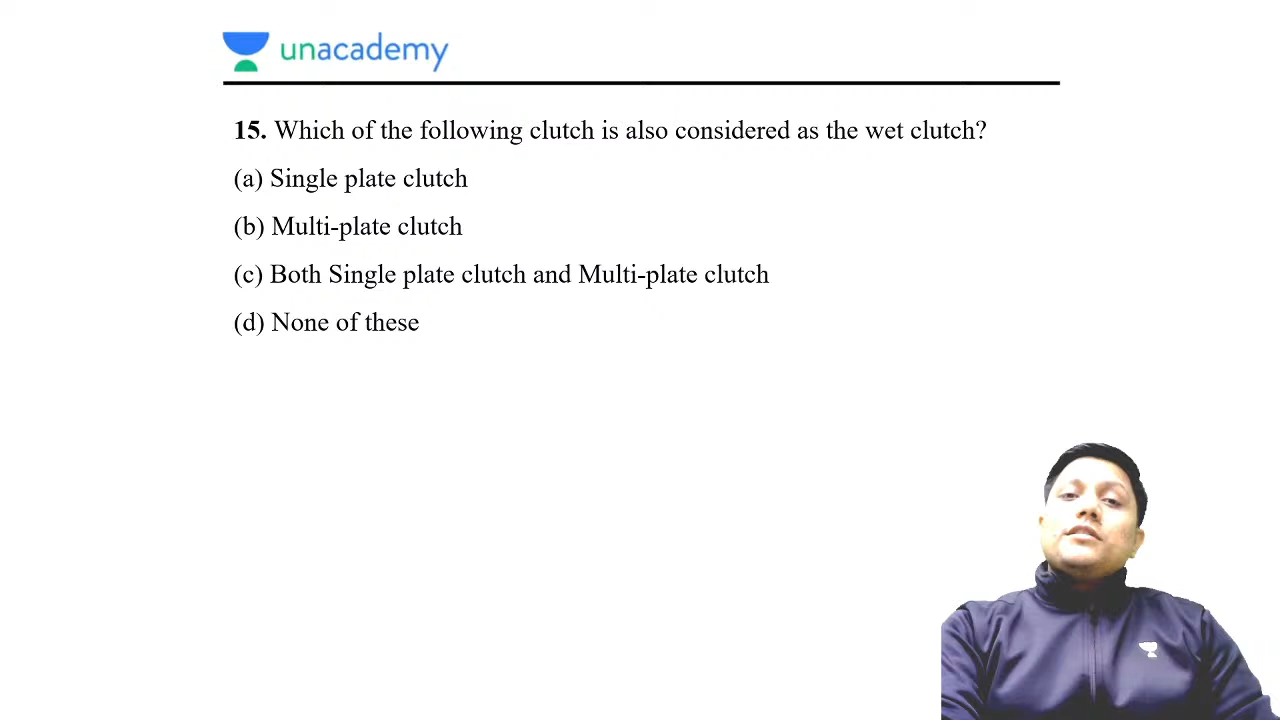 unacademy
15. Which of the following clutch is also considered as the wet clutch?
(a) Single plate clutch
(b) Multi-plate clutch
(c) Both Single plate clutch and Multi-plate clutch
(d) None of these